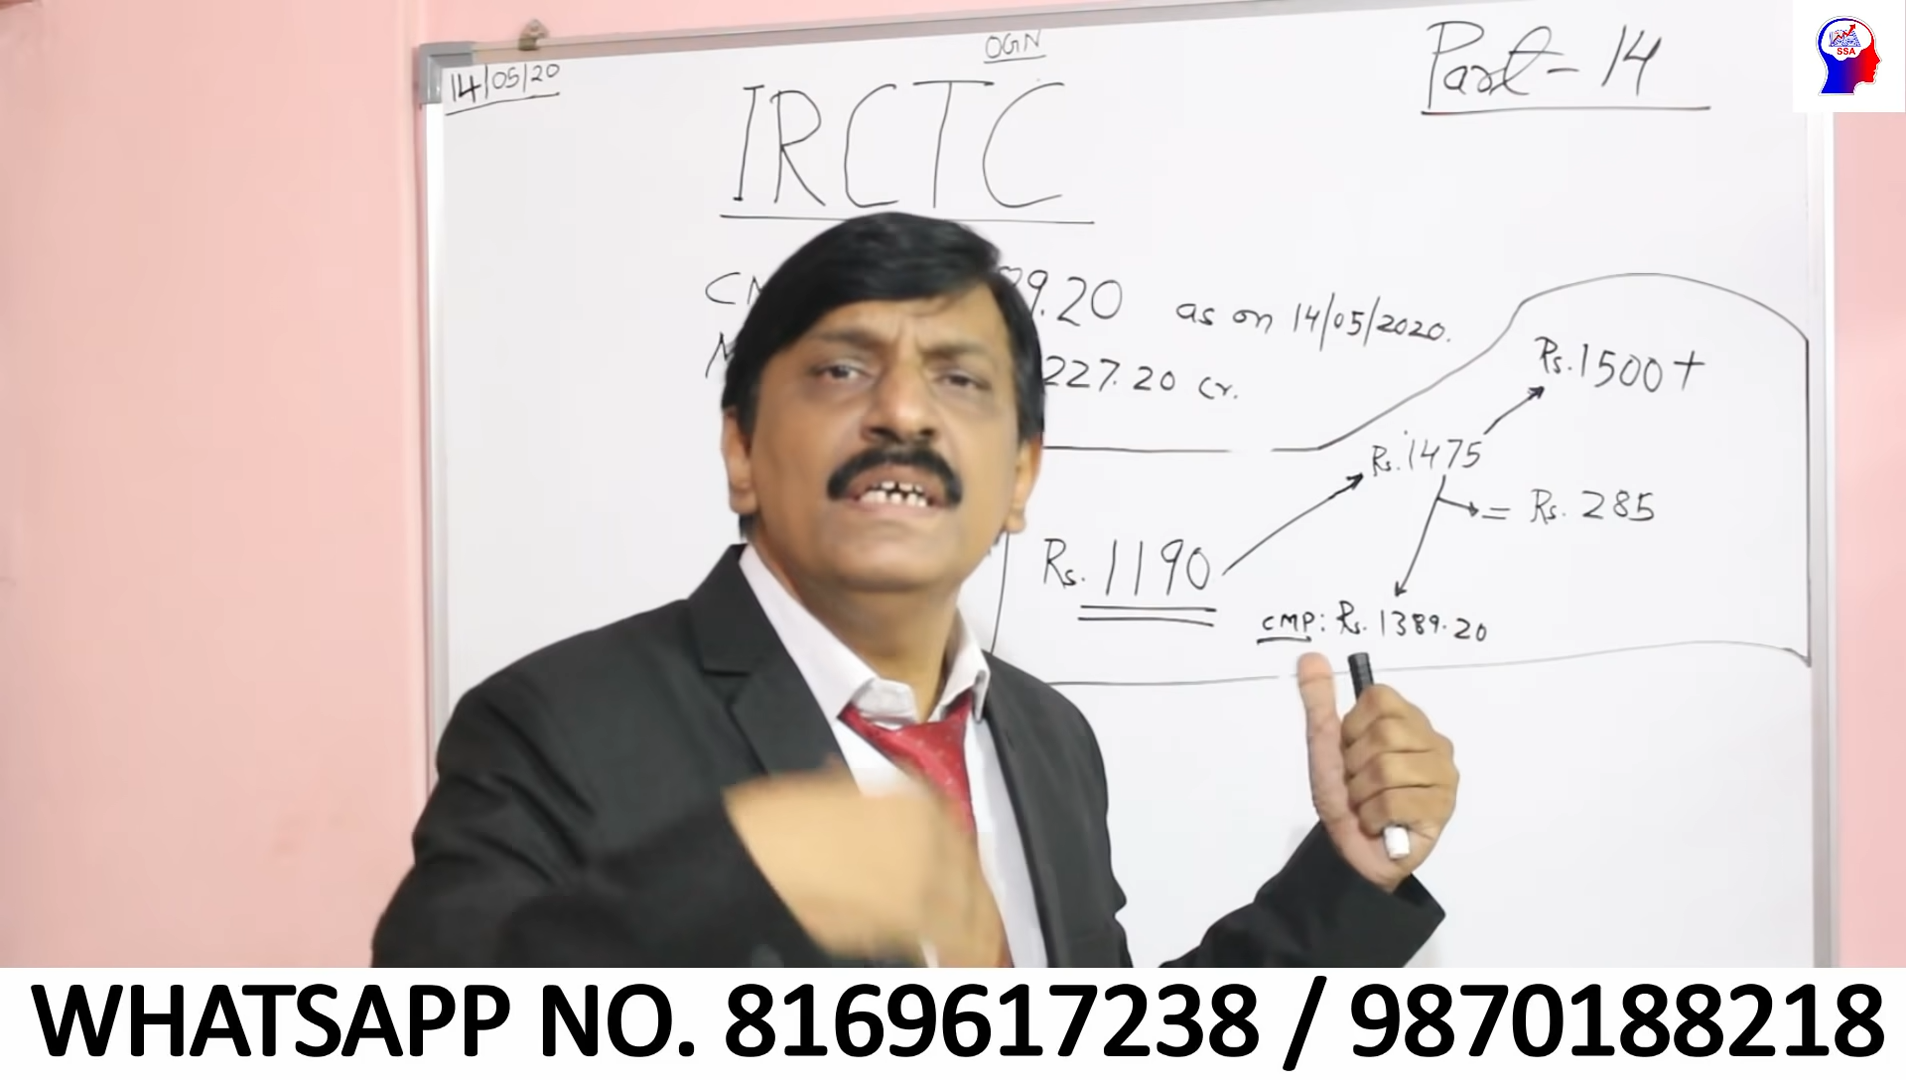 14/05/20
OGN
Part-14
SSA
IRCTC
9.20 as on 14/05/2020.
227.20 Cr.
Rs.1500+
Rs.1475
= Rs. 285
Rs. 1190
CMP: Rs. 1389.20
WHATSAPP NO. 8169617238 / 9870188218